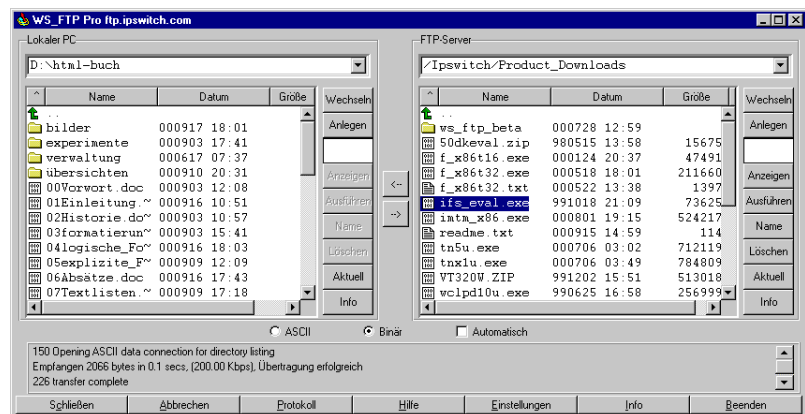 WS_FTP Pro ftp.ipswitch.com
Lokaler PC
D:\html-buch
^ Name Datum Größe
..
bilder 000917 18:01
experimente 000903 17:41
verwaltung 000617 07:37
übersichten 000910 20:31
00Vorwort.doc 000903 12:08
01Einleitung.~ 000916 10:51
02Historie.do~ 000903 10:57
03formatierun~ 000903 15:41
04logische_Fo~ 000916 18:03
05explizite_F~ 000909 12:09
06Absätze.doc 000916 17:43
07Textlisten.~ 000909 17:18
Wechseln
Anlegen
Anzeigen
Ausführen
Name
Löschen
Aktuell
Info
<--
-->
FTP-Server
/Ipswitch/Product_Downloads
^ Name Datum Größe
..
ws_ftp_beta 000728 12:59
50dkeval.zip 980515 13:58 15675
f_x86t16.exe 000124 20:37 47491
f_x86t32.exe 000518 18:01 211660
f_x86t32.txt 000522 13:38 1397
ifs_eval.exe 991018 21:09 73625
imtm_x86.exe 000801 19:15 524217
readme.txt 000915 14:59 114
tn5u.exe 000706 03:02 712119
tnx1u.exe 000706 03:49 784809
VT320W.ZIP 991202 15:51 513018
wclpd10u.exe 990625 16:58 256999
Wechseln
Anlegen
Anzeigen
Ausführen
Name
Löschen
Aktuell
Info
ASCII Binär Automatisch
150 Opening ASCII data connection for directory listing
Empfangen 2066 bytes in 0.1 secs, (200.00 Kbps), Übertragung erfolgreich
226 transfer complete
Schließen Abbrechen Protokoll Hilfe Einstellungen Info Beenden